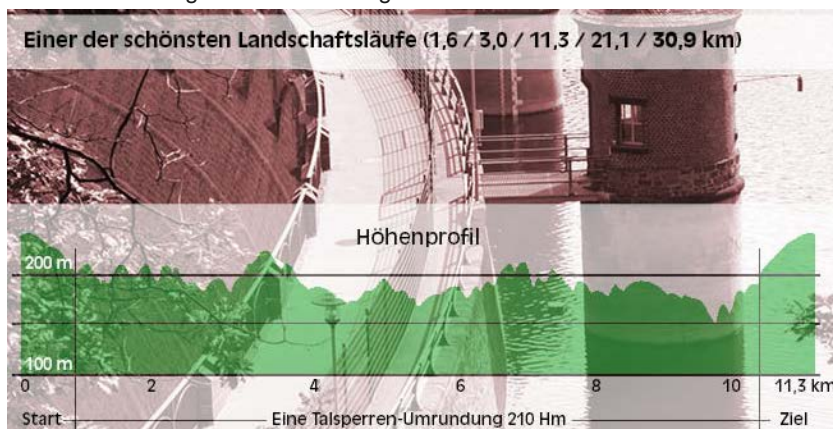 Einer der schönsten Landschaftsläufe (1,6 / 3,0 / 11,3 / 21,1 / 30,9 km)
Höhenprofil
200 m
100 m
0 2 4 6 8 10 11,3 km
Start Eine Talsperren-Umrundung 210 Hm Ziel